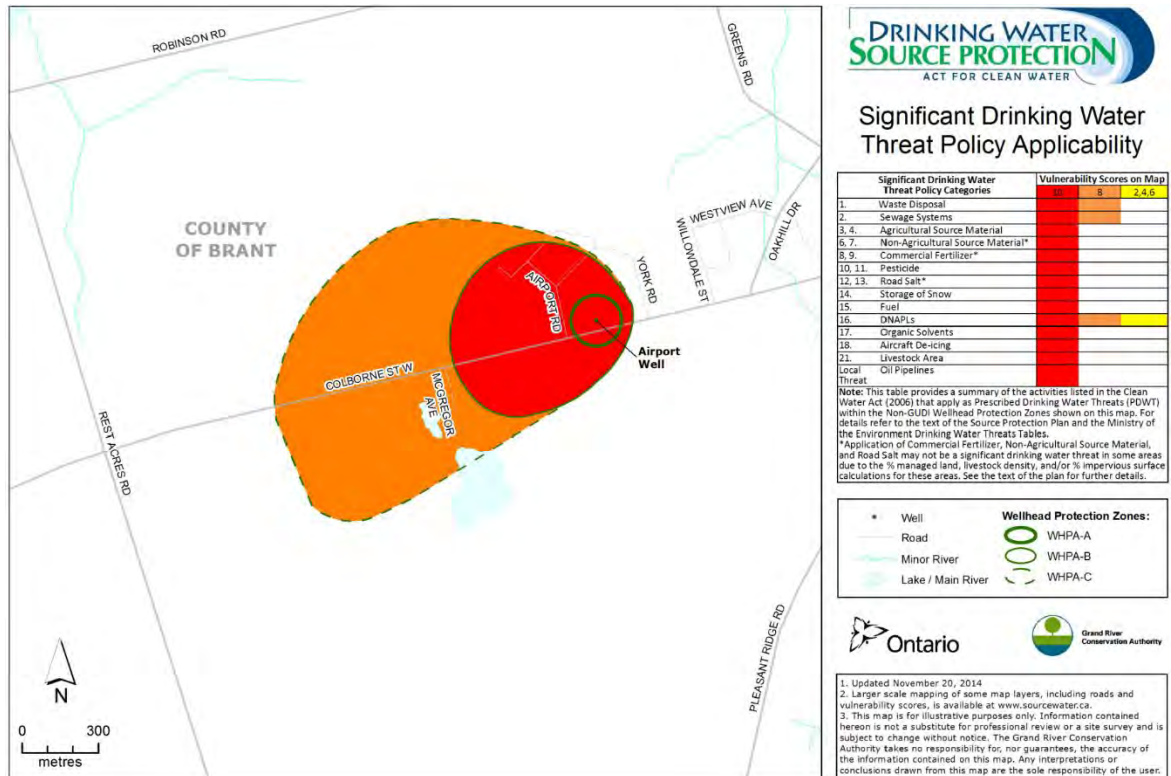 ROBINSON RD
GREENS RD
COUNTY
OF BRANT
WESTVIEW AVE
WILLOWDALE ST
OAKHILL DR
YORK RD
AIRPORT RD
Airport
Well
COLBORNE ST W
MCGREGOR
AVE
REST ACRES RD
PLEASANT RIDGE RD
N
0 300
metres
DRINKING WATER
SOURCE PROTECTION
ACT FOR CLEAN WATER
Significant Drinking Water
Threat Policy Applicability
Significant Drinking Water Vulnerability Scores on Map
Threat Policy Categories 10 8 2,4,6
1. Waste Disposal
2. Sewage Systems
3, 4. Agricultural Source Material
6, 7. Non-Agricultural Source Material*
8, 9. Commercial Fertilizer*
10, 11. Pesticide
12, 13. Road Salt*
14. Storage of Snow
15. Fuel
16. DNAPLs
17. Organic Solvents
18. Aircraft De-icing
21. Livestock Area
Local Oil Pipelines
Threat
Note: This table provides a summary of the activities listed in the Clean
Water Act (2006) that apply as Prescribed Drinking Water Threats (PDWT)
within the Non-GUDI Wellhead Protection Zones shown on this map. For
details refer to the text of the Source Protection Plan and the Ministry of
the Environment Drinking Water Threats Tables.
*Application of Commercial Fertilizer, Non-Agricultural Source Material,
and Road Salt may not be a significant drinking water threat in some areas
due to the % managed land, livestock density, and/or % impervious surface
calculations for these areas. See the text of the plan for further details.
Well
Road
Minor River
Lake / Main River
Wellhead Protection Zones:
WHPA-A
WHPA-B
WHPA-C
Ontario
Grand River
Conservation Authority
1. Updated November 20, 2014
2. Larger scale mapping of some map layers, including roads and
vulnerability scores, is available at www.sourcewater.ca.
3. This map is for illustrative purposes only. Information contained
hereon is not a substitute for professional review or a site survey and is
subject to change without notice. The Grand River Conservation
Authority takes no responsibility for, nor guarantees, the accuracy of
the information contained on this map. Any interpretations or
conclusions drawn from this map are the sole responsibility of the user.